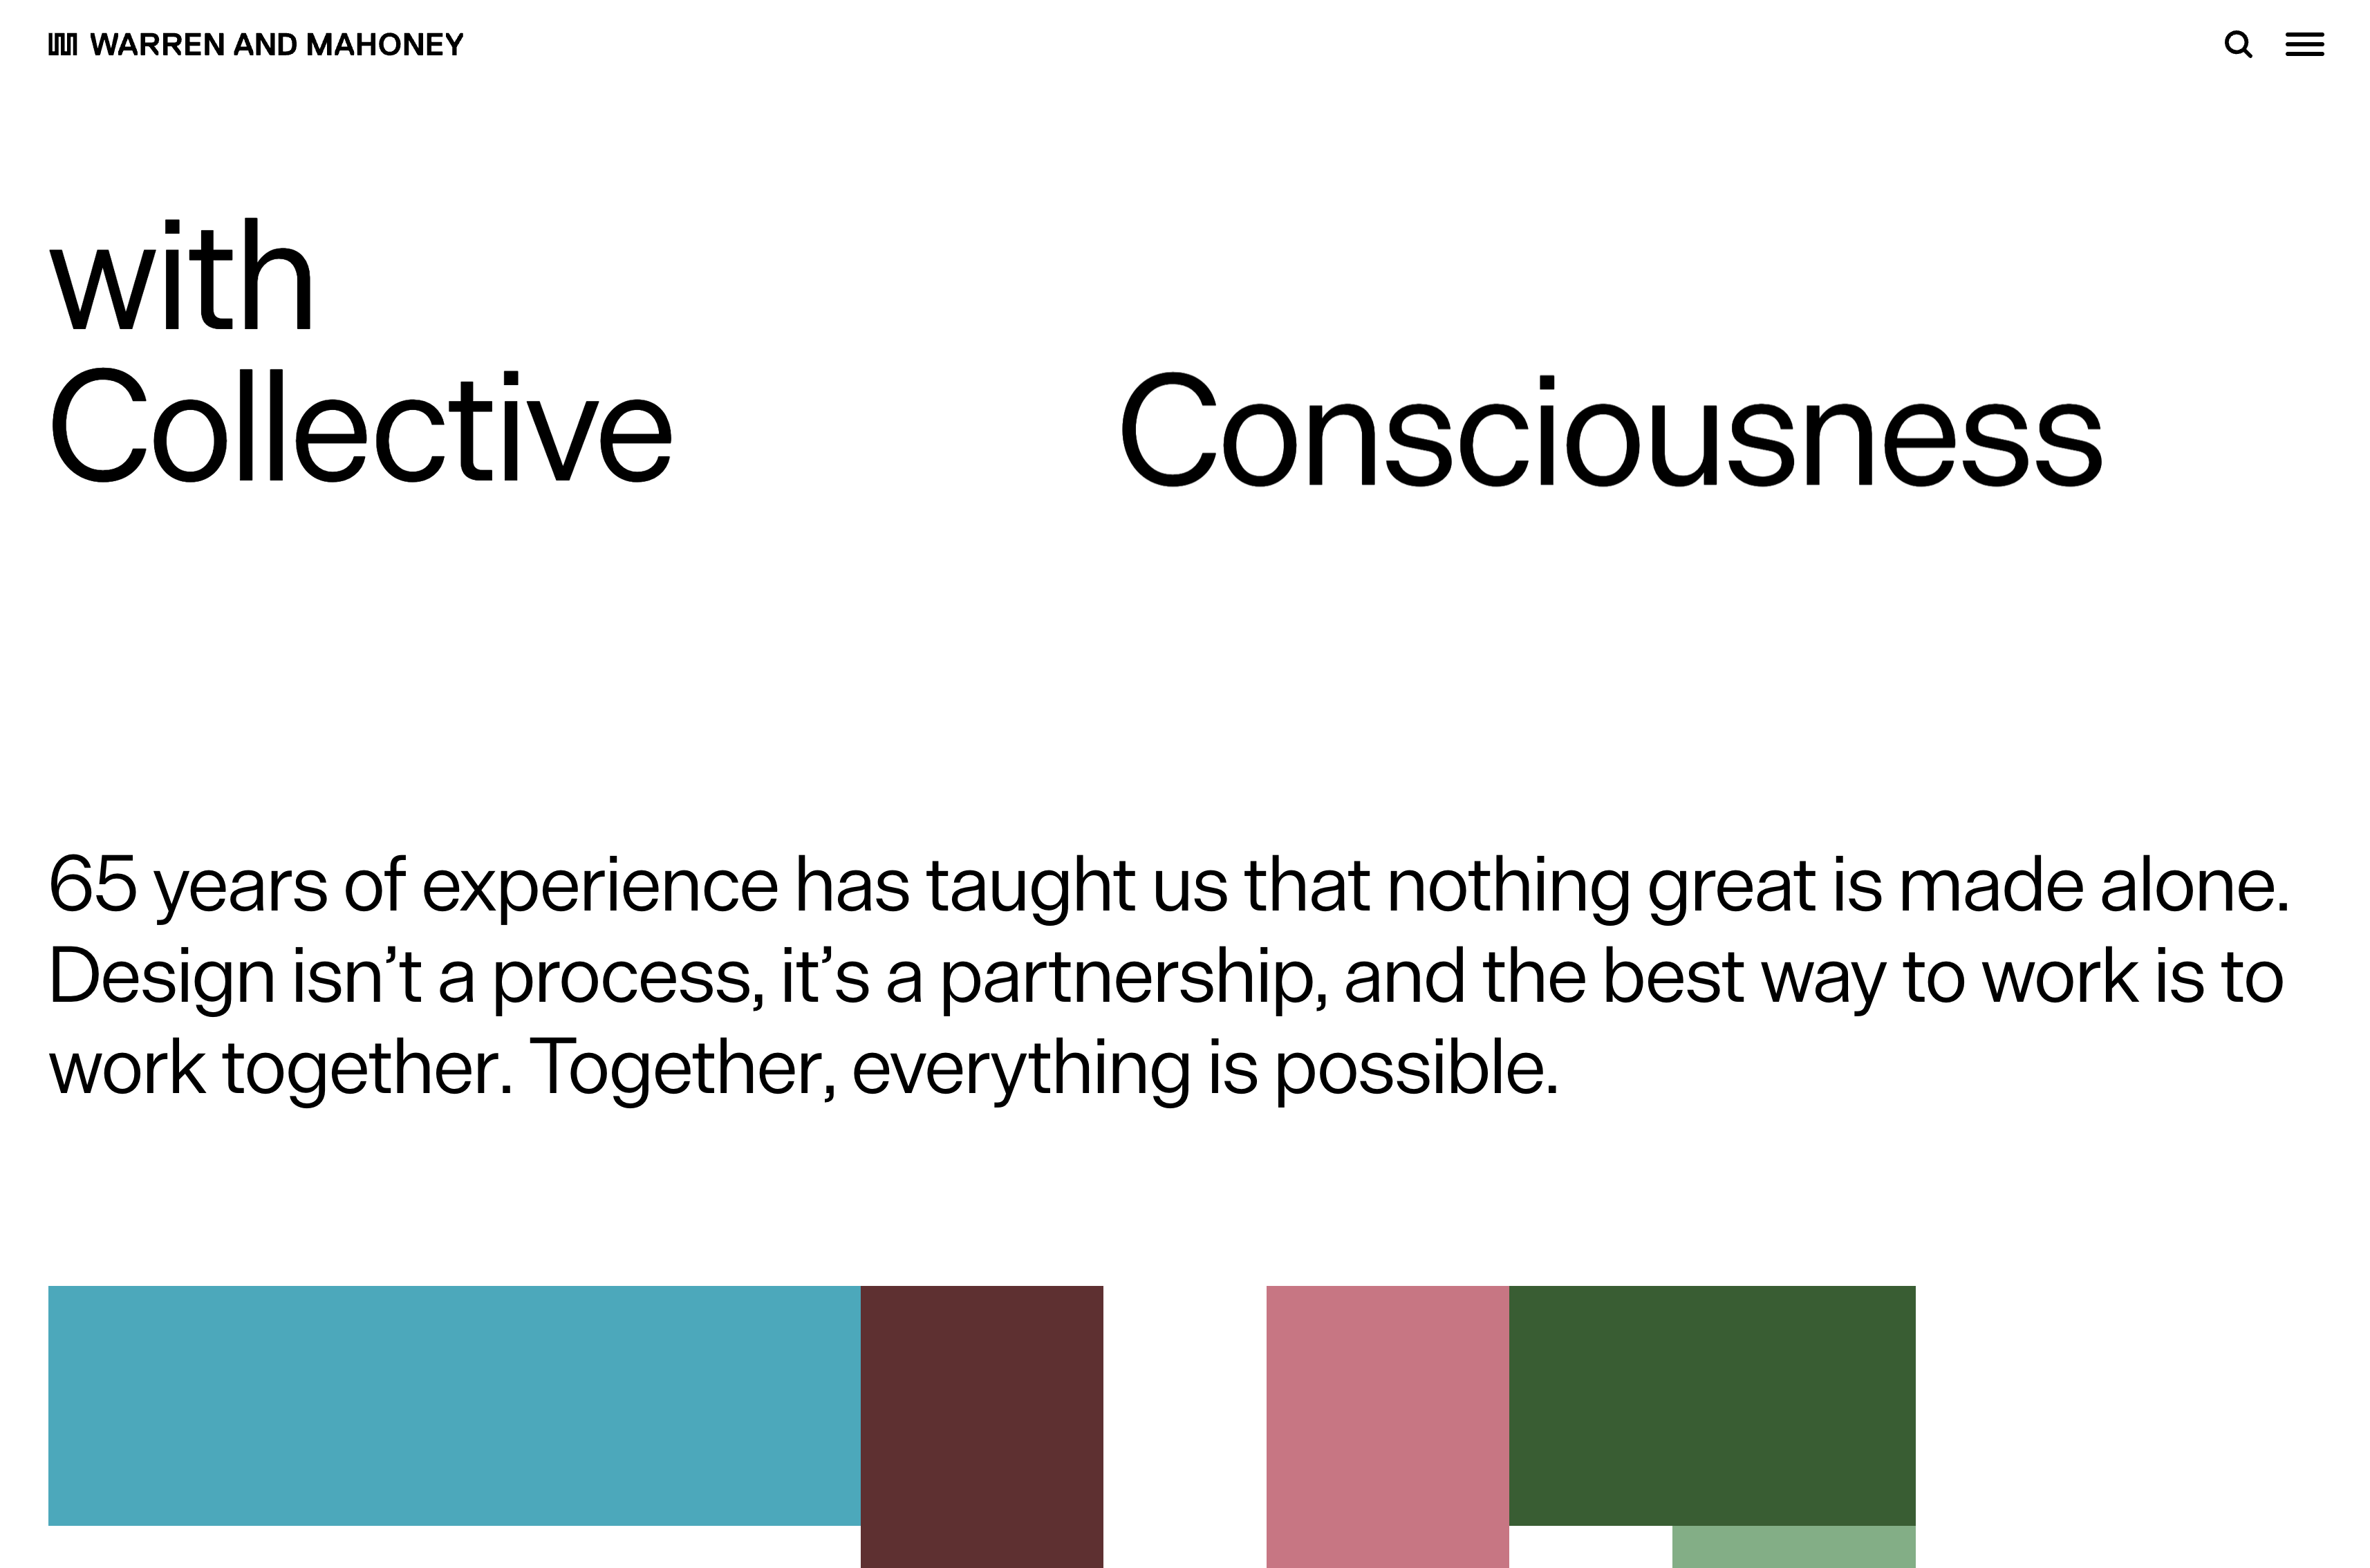 WARREN AND MAHONEY
with
Collective Consciousness
65 years of experience has taught us that nothing great is made alone.
Design isn’t a process, it’s a partnership, and the best way to work is to
work together. Together, everything is possible.